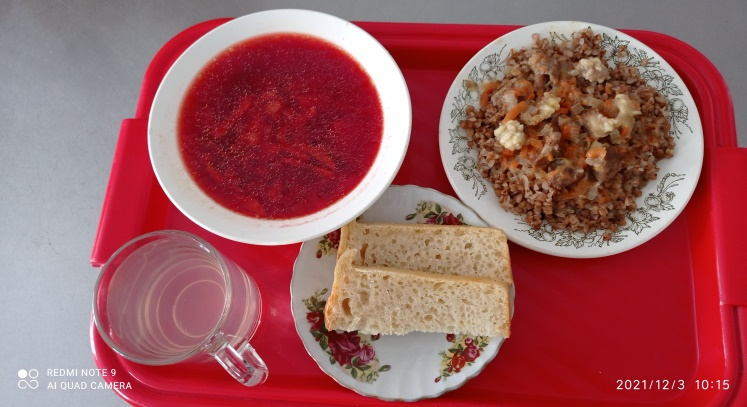 REDMI NOTE 9
AI QUAD CAMERA
2021/12/3 10:15